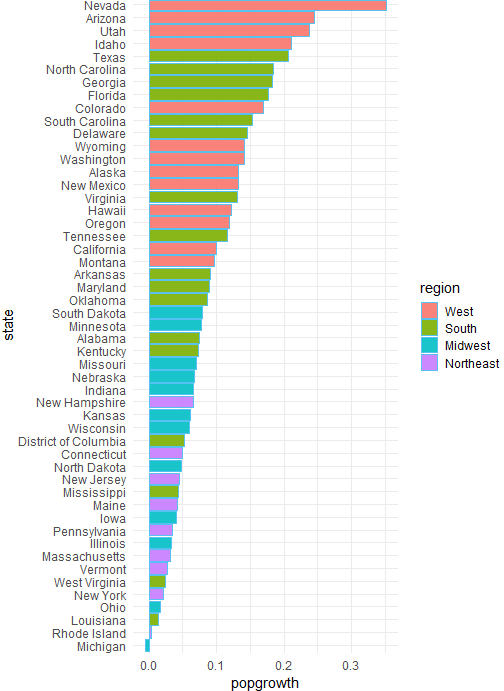 Nevada
Arizona
Utah
Idaho
Texas
North Carolina
Georgia
Florida
Colorado
South Carolina
Delaware
Wyoming
Washington
Alaska
New Mexico
Virginia
Hawaii
Oregon
Tennessee
California
Montana
Arkansas
Maryland
Oklahoma
South Dakota
Minnesota
Alabama
Kentucky
Missouri
Nebraska
Indiana
New Hampshire
Kansas
Wisconsin
District of Columbia
Connecticut
North Dakota
New Jersey
Mississippi
Maine
Iowa
Pennsylvania
Illinois
Massachusetts
Vermont
West Virginia
New York
Ohio
Louisiana
Rhode Island
Michigan
state
0.0 0.1 0.2 0.3
popgrowth
region
West
South
Midwest
Northeast